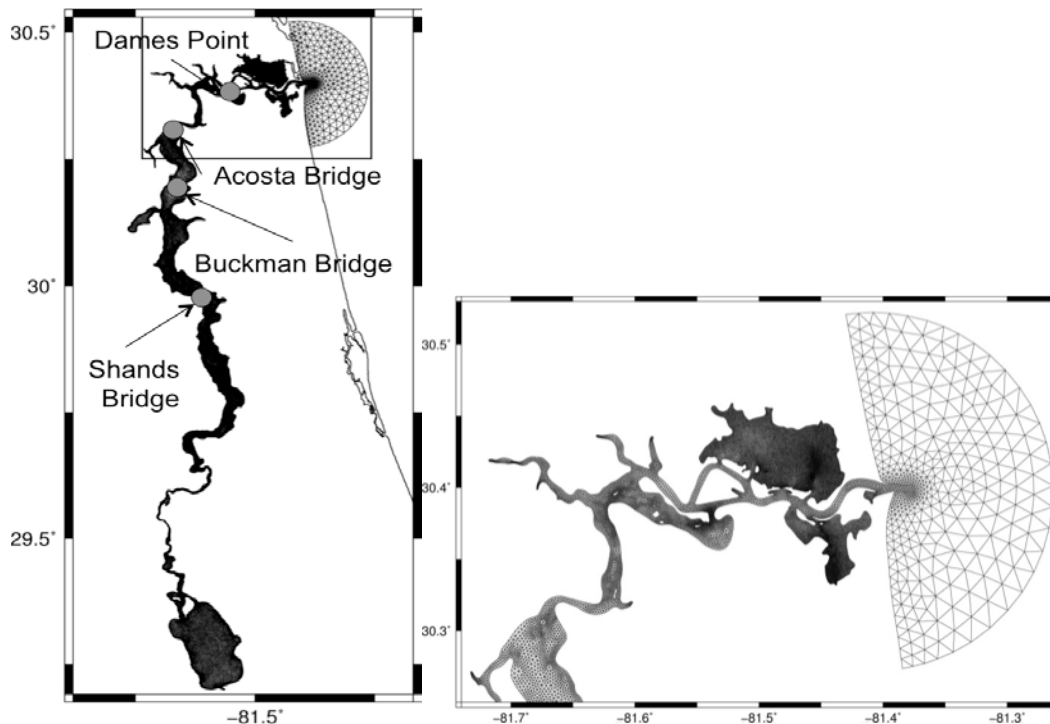 30.5°
Dames Point
Acosta Bridge
Buckman Bridge
30°
Shands
Bridge
29.5°
−81.5°
30.5°
30.4°
30.3°
−81.7°
−81.6°
−81.5°
−81.4°
−81.3°